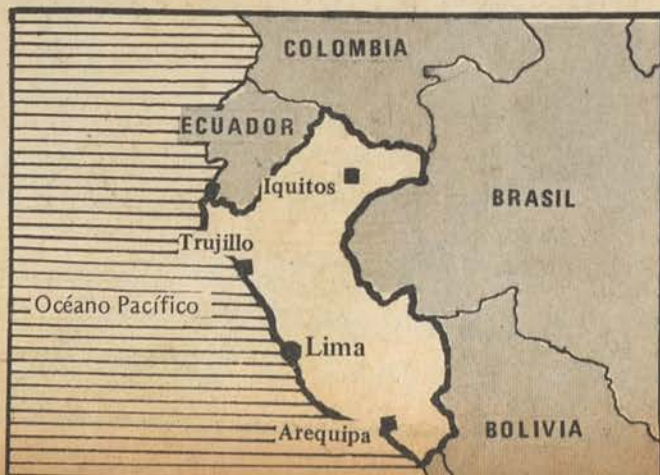 COLOMBIA
ECUADOR
Iquitos
BRASIL
Trujillo
Océano Pacífico
Lima
Arequipa
BOLIVIA